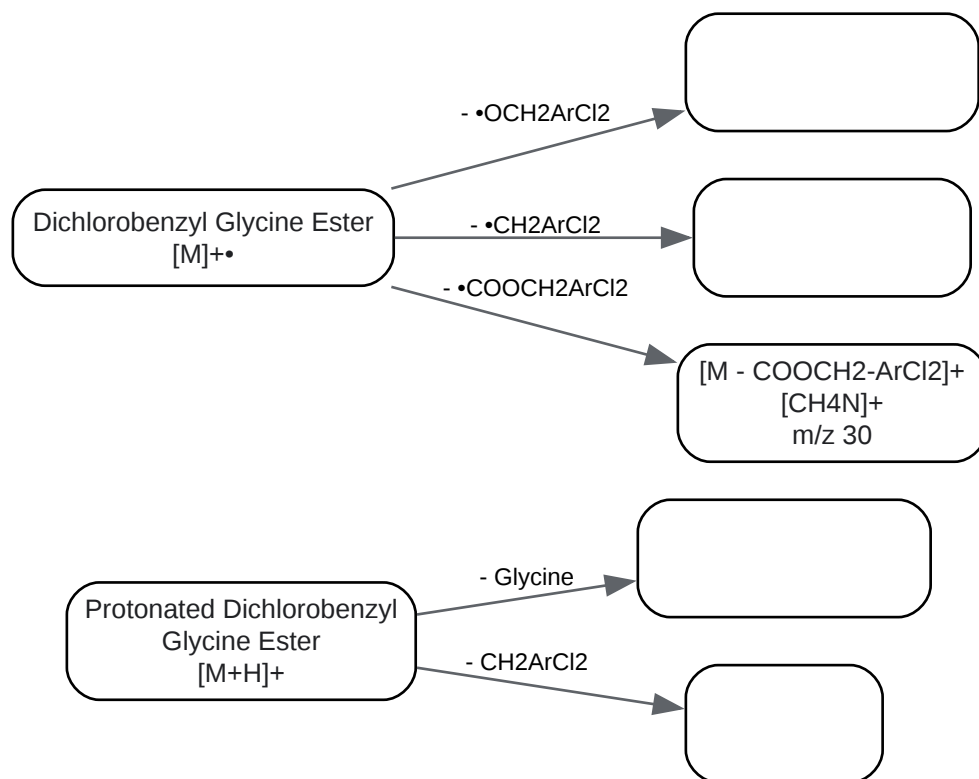 - •OCH2ArCl2
Dichlorobenzyl Glycine Ester
[M]+•
- •CH2ArCl2
- •COOCH2ArCl2
[M - COOCH2-ArCl2]+
[CH4N]+
m/z 30
- Glycine
Protonated Dichlorobenzyl
Glycine Ester
[M+H]+
- CH2ArCl2